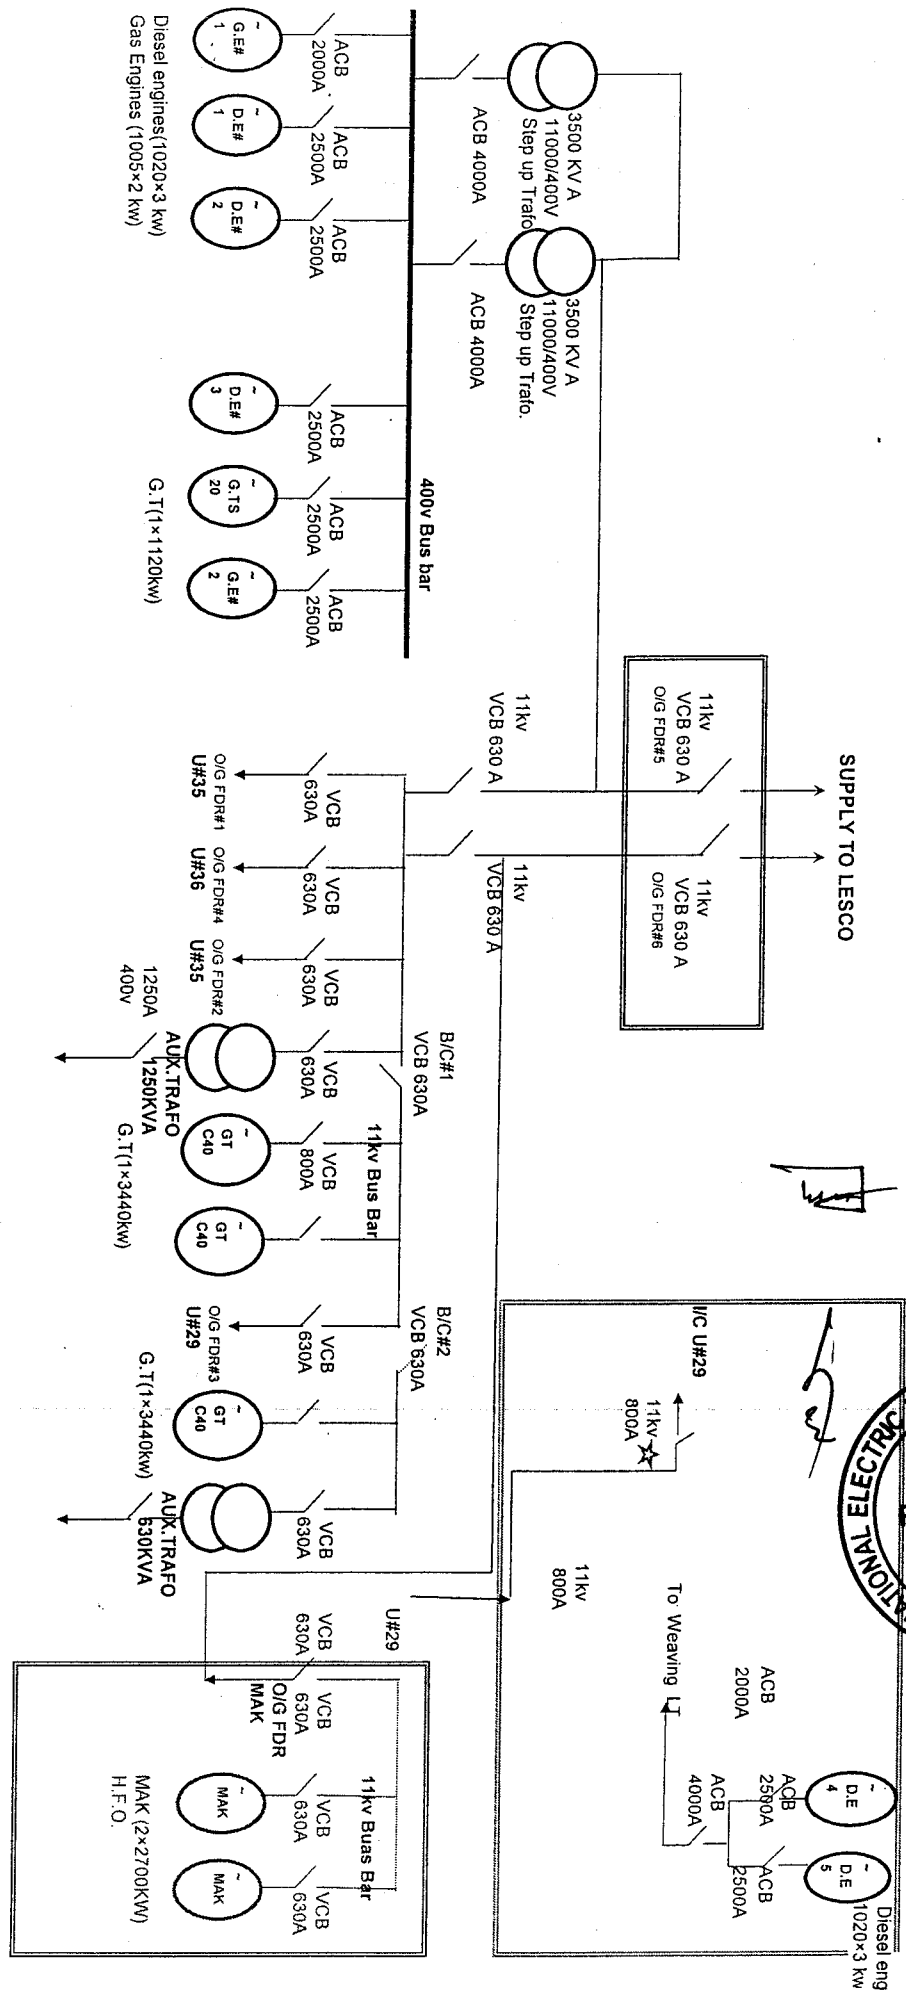 SUPPLY TO LESCO
11kv
VCB 630 A
O/G FDR#5
11kv
VCB 630 A
O/G FDR#6
3500 KV A
11000/400V
Step up Trafo.
3500 KV A
11000/400V
Step up Trafo.
ACB 4000A
ACB 4000A
400v Bus bar
ACB
2000A
ACB
2500A
ACB
2500A
ACB
2500A
ACB
2500A
ACB
2500A
~
G.E#
1
~
D.E#
1
~
D.E#
2
~
D.E#
3
~
G.TS
20
~
G.E#
2
Diesel engines(1020×3 kw)
Gas Engines (1005×2 kw)
G.T(1×1120kw)
11kv
VCB 630 A
11kv
VCB 630 A
B/C#1
VCB 630A
11kv Bus Bar
B/C#2
VCB 630A
VCB
630A
VCB
630A
VCB
630A
VCB
630A
VCB
800A
VCB
630A
VCB
630A
O/G FDR#1
U#35
O/G FDR#4
U#36
O/G FDR#2
U#35
AUX.TRAFO
1250KVA
1250A
400v
~
GT
C40
~
GT
C40
G.T(1×3440kw)
O/G FDR#3
U#29
~
GT
C40
G.T(1×3440kw)
AUX.TRAFO
630KVA
I/C U#29
11kv
800A
11kv
800A
U#29
To Weaving LT
ACB
2000A
ACB
2500A
ACB
4000A
ACB
2500A
~
D.E
4
~
D.E
5
Diesel eng
1020×3 kw
VCB
630A
VCB
630A
O/G FDR
MAK
11kv Buas Bar
VCB
630A
VCB
630A
~
MAK
~
MAK
MAK (2×2700KW)
H.F.O.
NATIONAL ELECTRIC